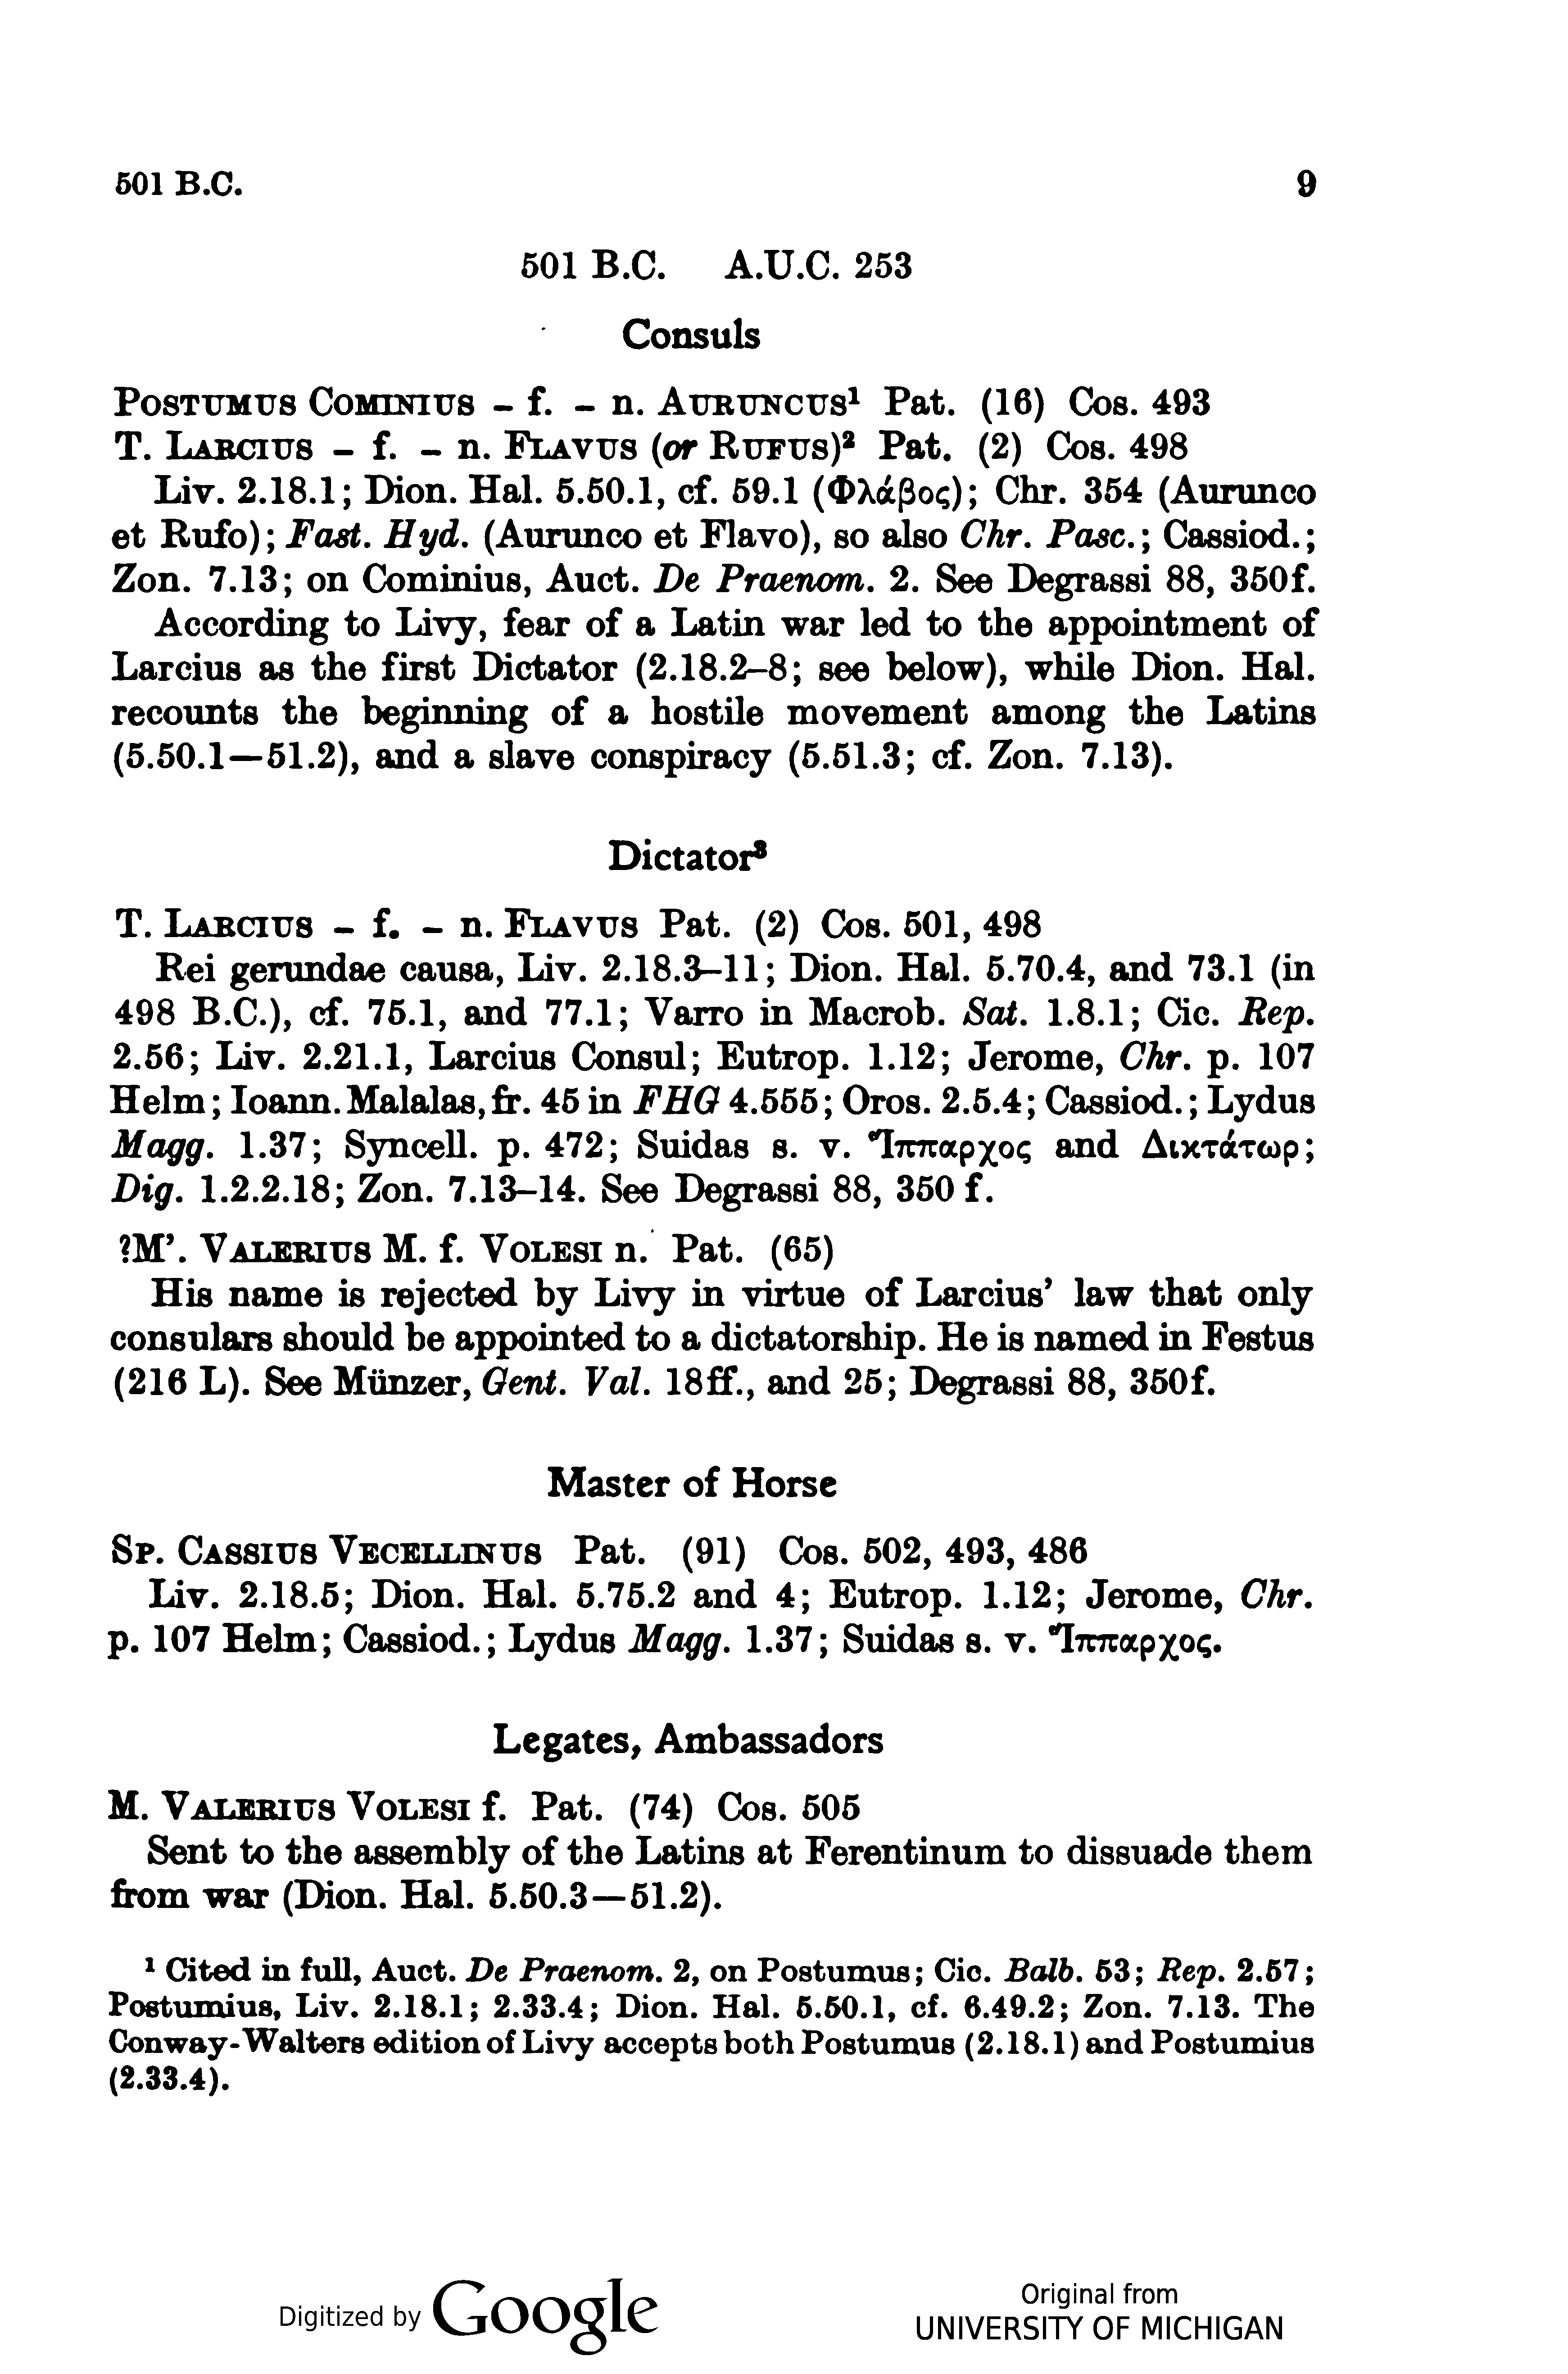 501 B.C. 9
501 B.C. A.U.C. 253
Consuls
POSTUMUS COMINIUS – f. – n. AURUNCUS¹ Pat. (16) Cos. 493
T. LARCIUS – f. – n. FLAVUS (or RUFUS)² Pat. (2) Cos. 498
Liv. 2.18.1; Dion. Hal. 5.50.1, cf. 59.1 (Φλάβος); Chr. 354 (Aurunco
et Rufo); Fast. Hyd. (Aurunco et Flavo), so also Chr. Pasc.; Cassiod.;
Zon. 7.13; on Cominius, Auct. De Praenom. 2. See Degrassi 88, 350f.
According to Livy, fear of a Latin war led to the appointment of
Larcius as the first Dictator (2.18.2–8; see below), while Dion. Hal.
recounts the beginning of a hostile movement among the Latins
(5.50.1—51.2), and a slave conspiracy (5.51.3; cf. Zon. 7.13).
Dictator³
T. LARCIUS – f. – n. FLAVUS Pat. (2) Cos. 501, 498
Rei gerundae causa, Liv. 2.18.3–11; Dion. Hal. 5.70.4, and 73.1 (in
498 B.C.), cf. 75.1, and 77.1; Varro in Macrob. Sat. 1.8.1; Cic. Rep.
2.56; Liv. 2.21.1, Larcius Consul; Eutrop. 1.12; Jerome, Chr. p. 107
Helm; Ioann. Malalas, fr. 45 in FHG 4.555; Oros. 2.5.4; Cassiod.; Lydus
Magg. 1.37; Syncell. p. 472; Suidas s. v. Ἵππαρχος and Δικτάτωρ;
Dig. 1.2.2.18; Zon. 7.13–14. See Degrassi 88, 350 f.
?M’. VALERIUS M. f. VOLESI n. Pat. (65)
His name is rejected by Livy in virtue of Larcius’ law that only
consulars should be appointed to a dictatorship. He is named in Festus
(216 L). See Münzer, Gent. Val. 18ff., and 25; Degrassi 88, 350f.
Master of Horse
SP. CASSIUS VECELLINUS Pat. (91) Cos. 502, 493, 486
Liv. 2.18.5; Dion. Hal. 5.75.2 and 4; Eutrop. 1.12; Jerome, Chr.
p. 107 Helm; Cassiod.; Lydus Magg. 1.37; Suidas s. v. Ἵππαρχος.
Legates, Ambassadors
M. VALERIUS VOLESI f. Pat. (74) Cos. 505
Sent to the assembly of the Latins at Ferentinum to dissuade them
from war (Dion. Hal. 5.50.3—51.2).
¹ Cited in full, Auct. De Praenom. 2, on Postumus; Cic. Balb. 53; Rep. 2.57;
Postumius, Liv. 2.18.1; 2.33.4; Dion. Hal. 5.50.1, cf. 6.49.2; Zon. 7.13. The
Conway-Walters edition of Livy accepts both Postumus (2.18.1) and Postumius
(2.33.4).
Digitized by Google
Original from
UNIVERSITY OF MICHIGAN